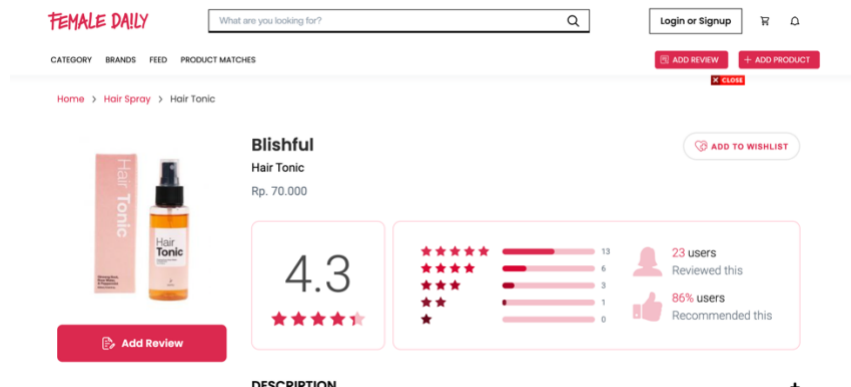 FEMALE DAILY
What are you looking for?
Login or Signup
CATEGORY BRANDS FEED PRODUCT MATCHES
ADD REVIEW
+ ADD PRODUCT
X CLOSE
Home > Hair Spray > Hair Tonic
Blishful
ADD TO WISHLIST
Hair Tonic
Rp. 70.000
Hair Tonic
Hair
Tonic
4.3
13
6
3
1
0
23 users
Reviewed this
86% users
Recommended this
Add Review
DESCRIPTION
+